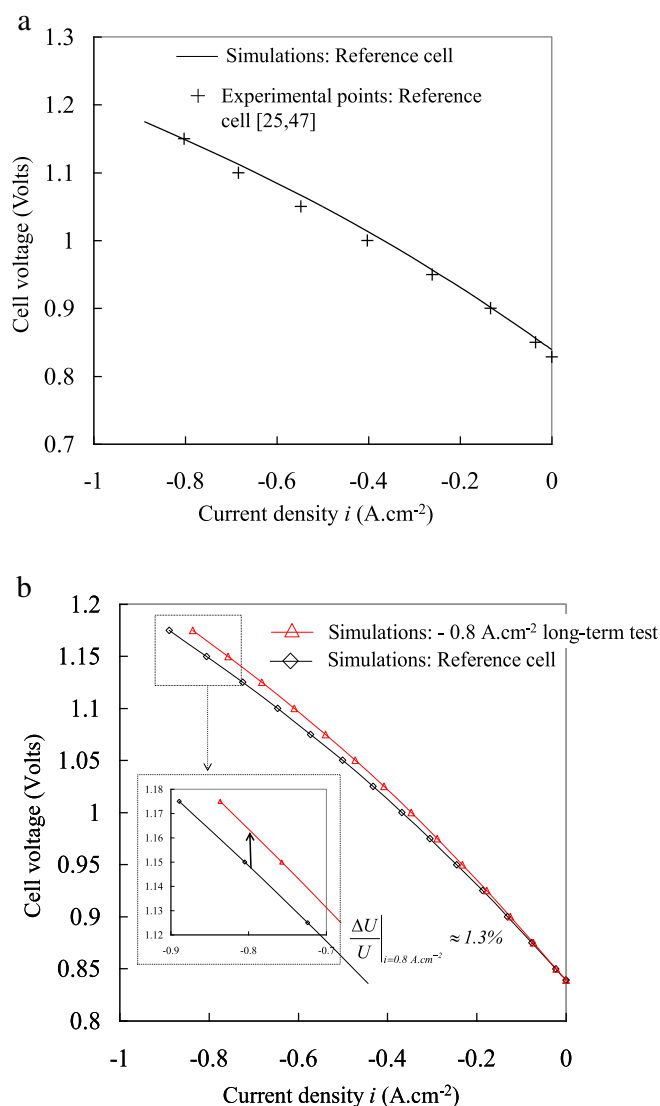 a
1.3
1.2
1.1
1
0.9
0.8
0.7
Cell voltage (Volts)
Simulations: Reference cell
Experimental points: Reference
cell [25,47]
-1 -0.8 -0.6 -0.4 -0.2 0
Current density i (A.cm-2)
b
1.2
1.15
1.1
1.05
1
0.95
0.9
0.85
0.8
Cell voltage (Volts)
Simulations: - 0.8 A.cm-2 long-term test
Simulations: Reference cell
1.18
1.17
1.16
1.15
1.14
1.13
1.12
-0.9 -0.8 -0.7
ΔU/U|i=0.8 A.cm-2 ≈1.3%
-1 -0.8 -0.6 -0.4 -0.2 0
Current density i (A.cm-2)